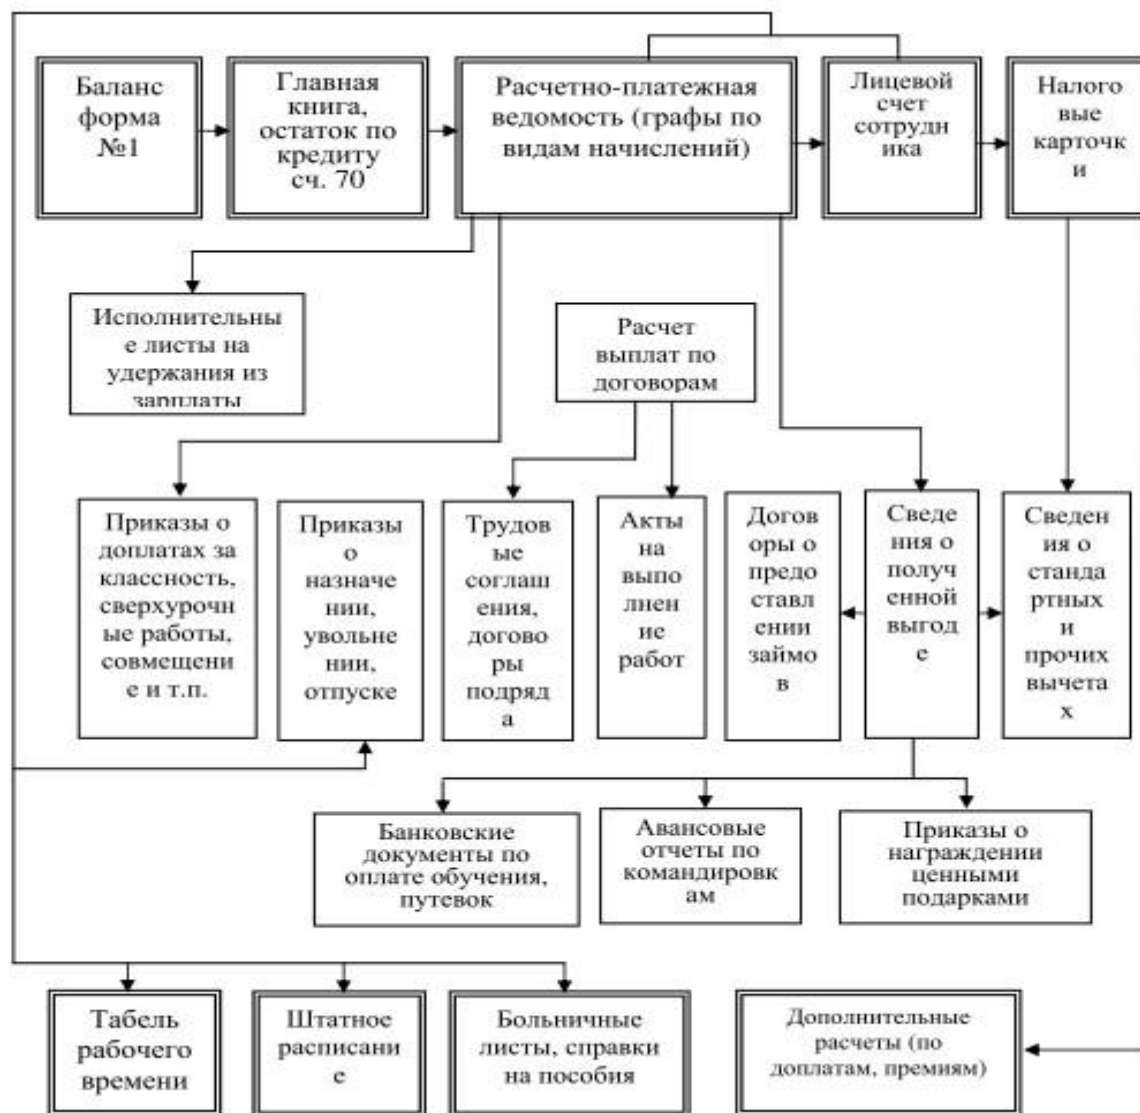 Баланс
форма
№1
Главная
книга,
остаток по
кредиту
сч. 70
Расчетно-платежная
ведомость (графы по
видам начислений)
Лицевой
счет
сотрудн
ика
Налого
вые
карточк
и
Исполнительны
е листы на
удержания из
зарплаты
Расчет
выплат по
договорам
Приказы о
доплатах за
классность,
сверхурочн
ые работы,
совмещени
е и т.п.
Приказы
о
назначе
нии,
увольне
нии,
отпуске
Трудов
ые
соглаш
ения,
догово
ры
подряд
а
Акты
на
выпо
лнен
ие
работ
Догов
оры о
предо
ставл
ении
займо
в
Сведе
ния о
получ
енной
выгод
е
Сведен
ия о
станда
ртных
и
прочих
вычета
х
Банковские
документы по
оплате обучения,
путевок
Авансовые
отчеты по
командировк
ам
Приказы о
награждении
ценными
подарками
Табель
рабочего
времени
Штатное
расписани
е
Больничные
листы, справки
на пособия
Дополнительные
расчеты (по
доплатам, премиям)